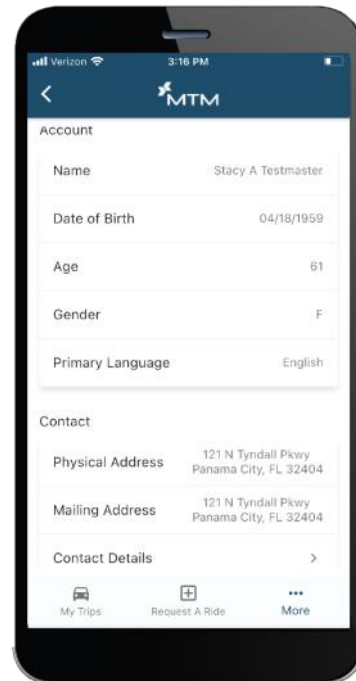 Verizon 3:16 PM
MTM
Account
Name Stacy A Testmaster
Date of Birth 04/18/1959
Age 61
Gender F
Primary Language English
Contact
Physical Address 121 N Tyndall Pkwy
Panama City, FL 32404
Mailing Address 121 N Tyndall Pkwy
Panama City, FL 32404
Contact Details
My Trips Request A Ride More